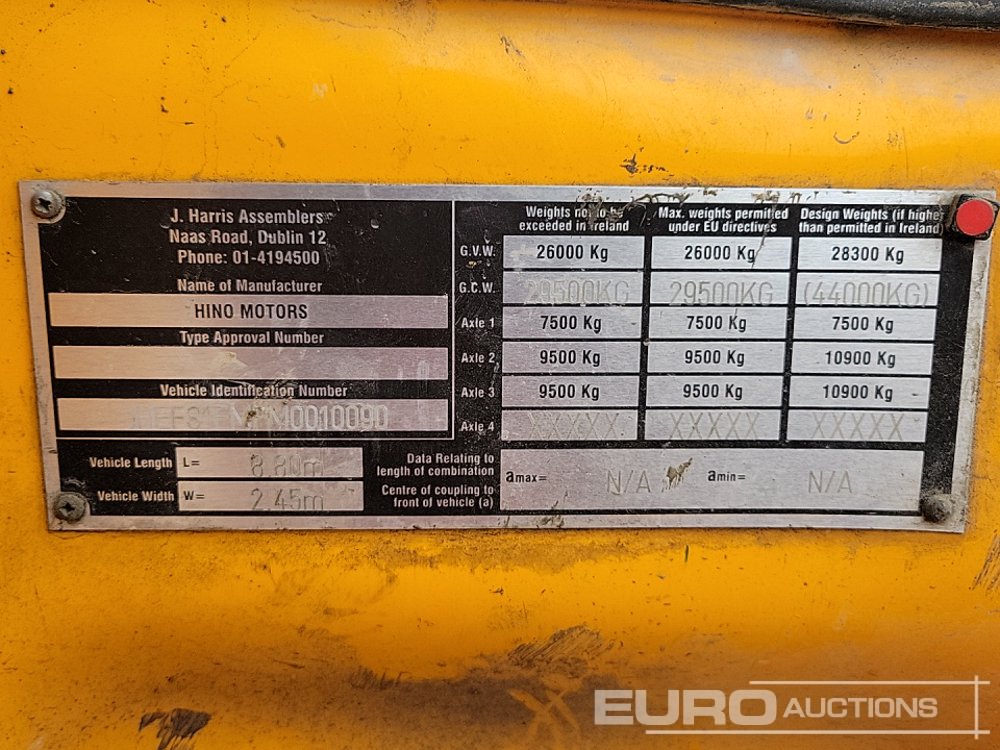 J. Harris Assemblers
Naas Road, Dublin 12
Phone: 01-4194500
Name of Manufacturer
HINO MOTORS
Type Approval Number
Vehicle Identification Number
Vehicle Length L= 8.80m
Vehicle Width W= 2.45m
Weights not to be exceeded in Ireland
Max. weights permitted under EU directives
Design Weights (if higher than permitted in Ireland)
G.V.W. 26000 Kg 26000 Kg 28300 Kg
G.C.W. 29500KG 29500KG (44000KG)
Axle 1 7500 Kg 7500 Kg 7500 Kg
Axle 2 9500 Kg 9500 Kg 10900 Kg
Axle 3 9500 Kg 9500 Kg 10900 Kg
Axle 4 XXXXX XXXXX XXXXX
Data Relating to
length of combination
Centre of coupling to
front of vehicle (a)
amax= N/A amin= N/A
EURO AUCTIONS